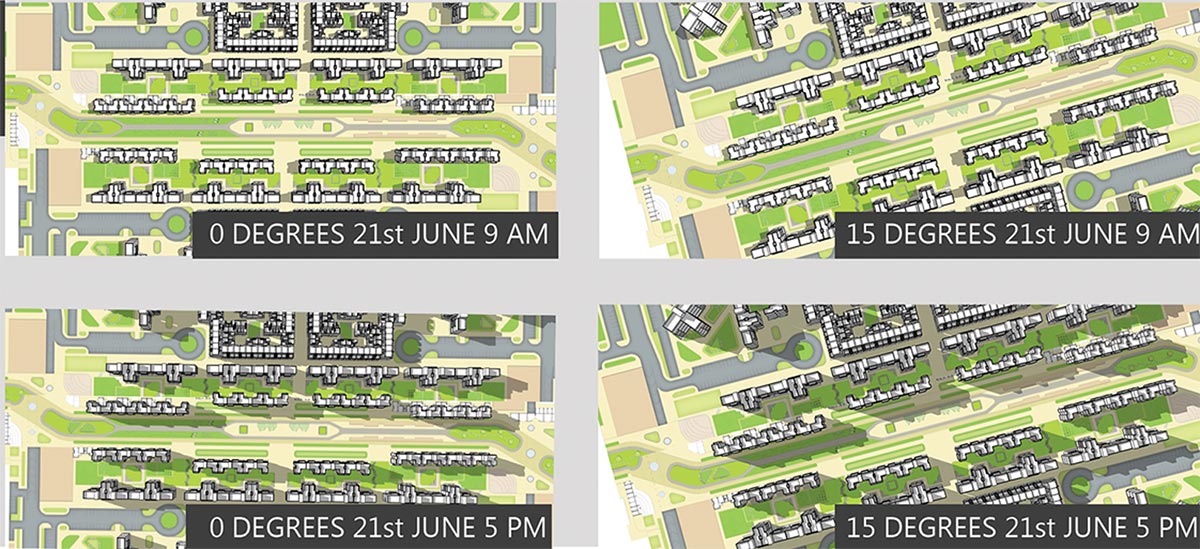 0 DEGREES 21st JUNE 9 AM
15 DEGREES 21st JUNE 9 AM
0 DEGREES 21st JUNE 5 PM
15 DEGREES 21st JUNE 5 PM